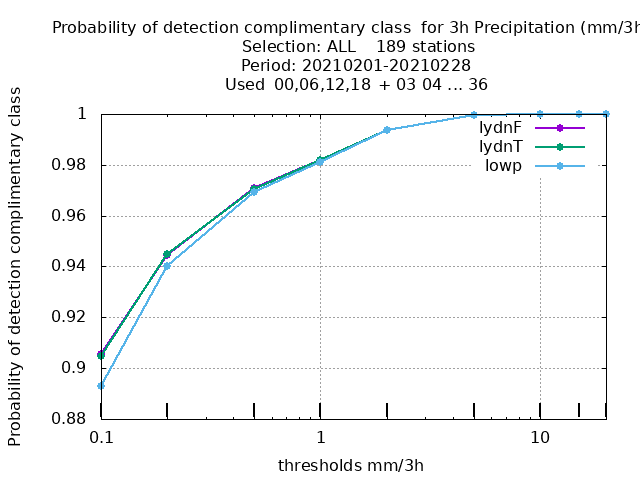 Probability of detection complimentary class  for 3h Precipitation (mm/3h
Selection: ALL    189 stations
Period: 20210201-20210228
Used  00,06,12,18  + 03 04 ... 36
Probability of detection complimentary class
1
0.98
0.96
0.94
0.92
0.9
0.88
lydnF
lydnT
lowp
0.1
1
10
thresholds mm/3h